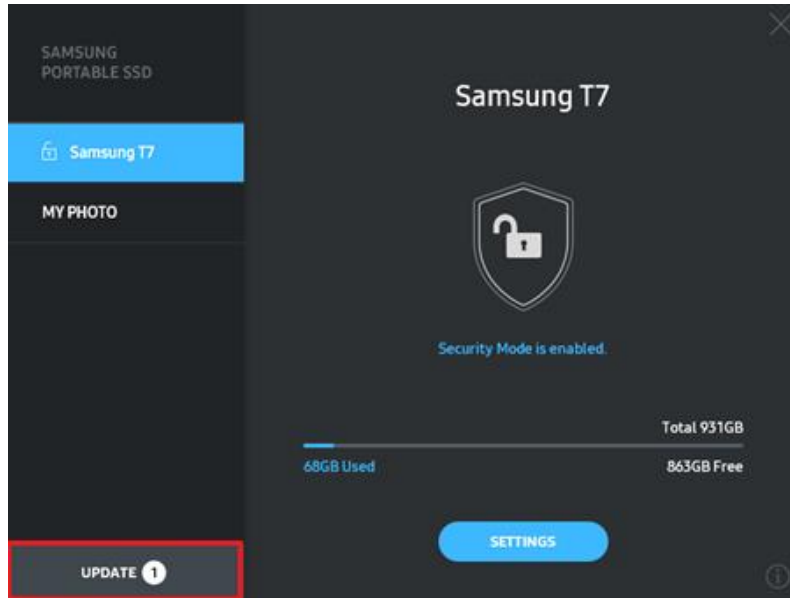 SAMSUNG
PORTABLE SSD
Samsung T7
MY PHOTO
UPDATE 1
Samsung T7
Security Mode is enabled.
Total 931GB
68GB Used
863GB Free
SETTINGS